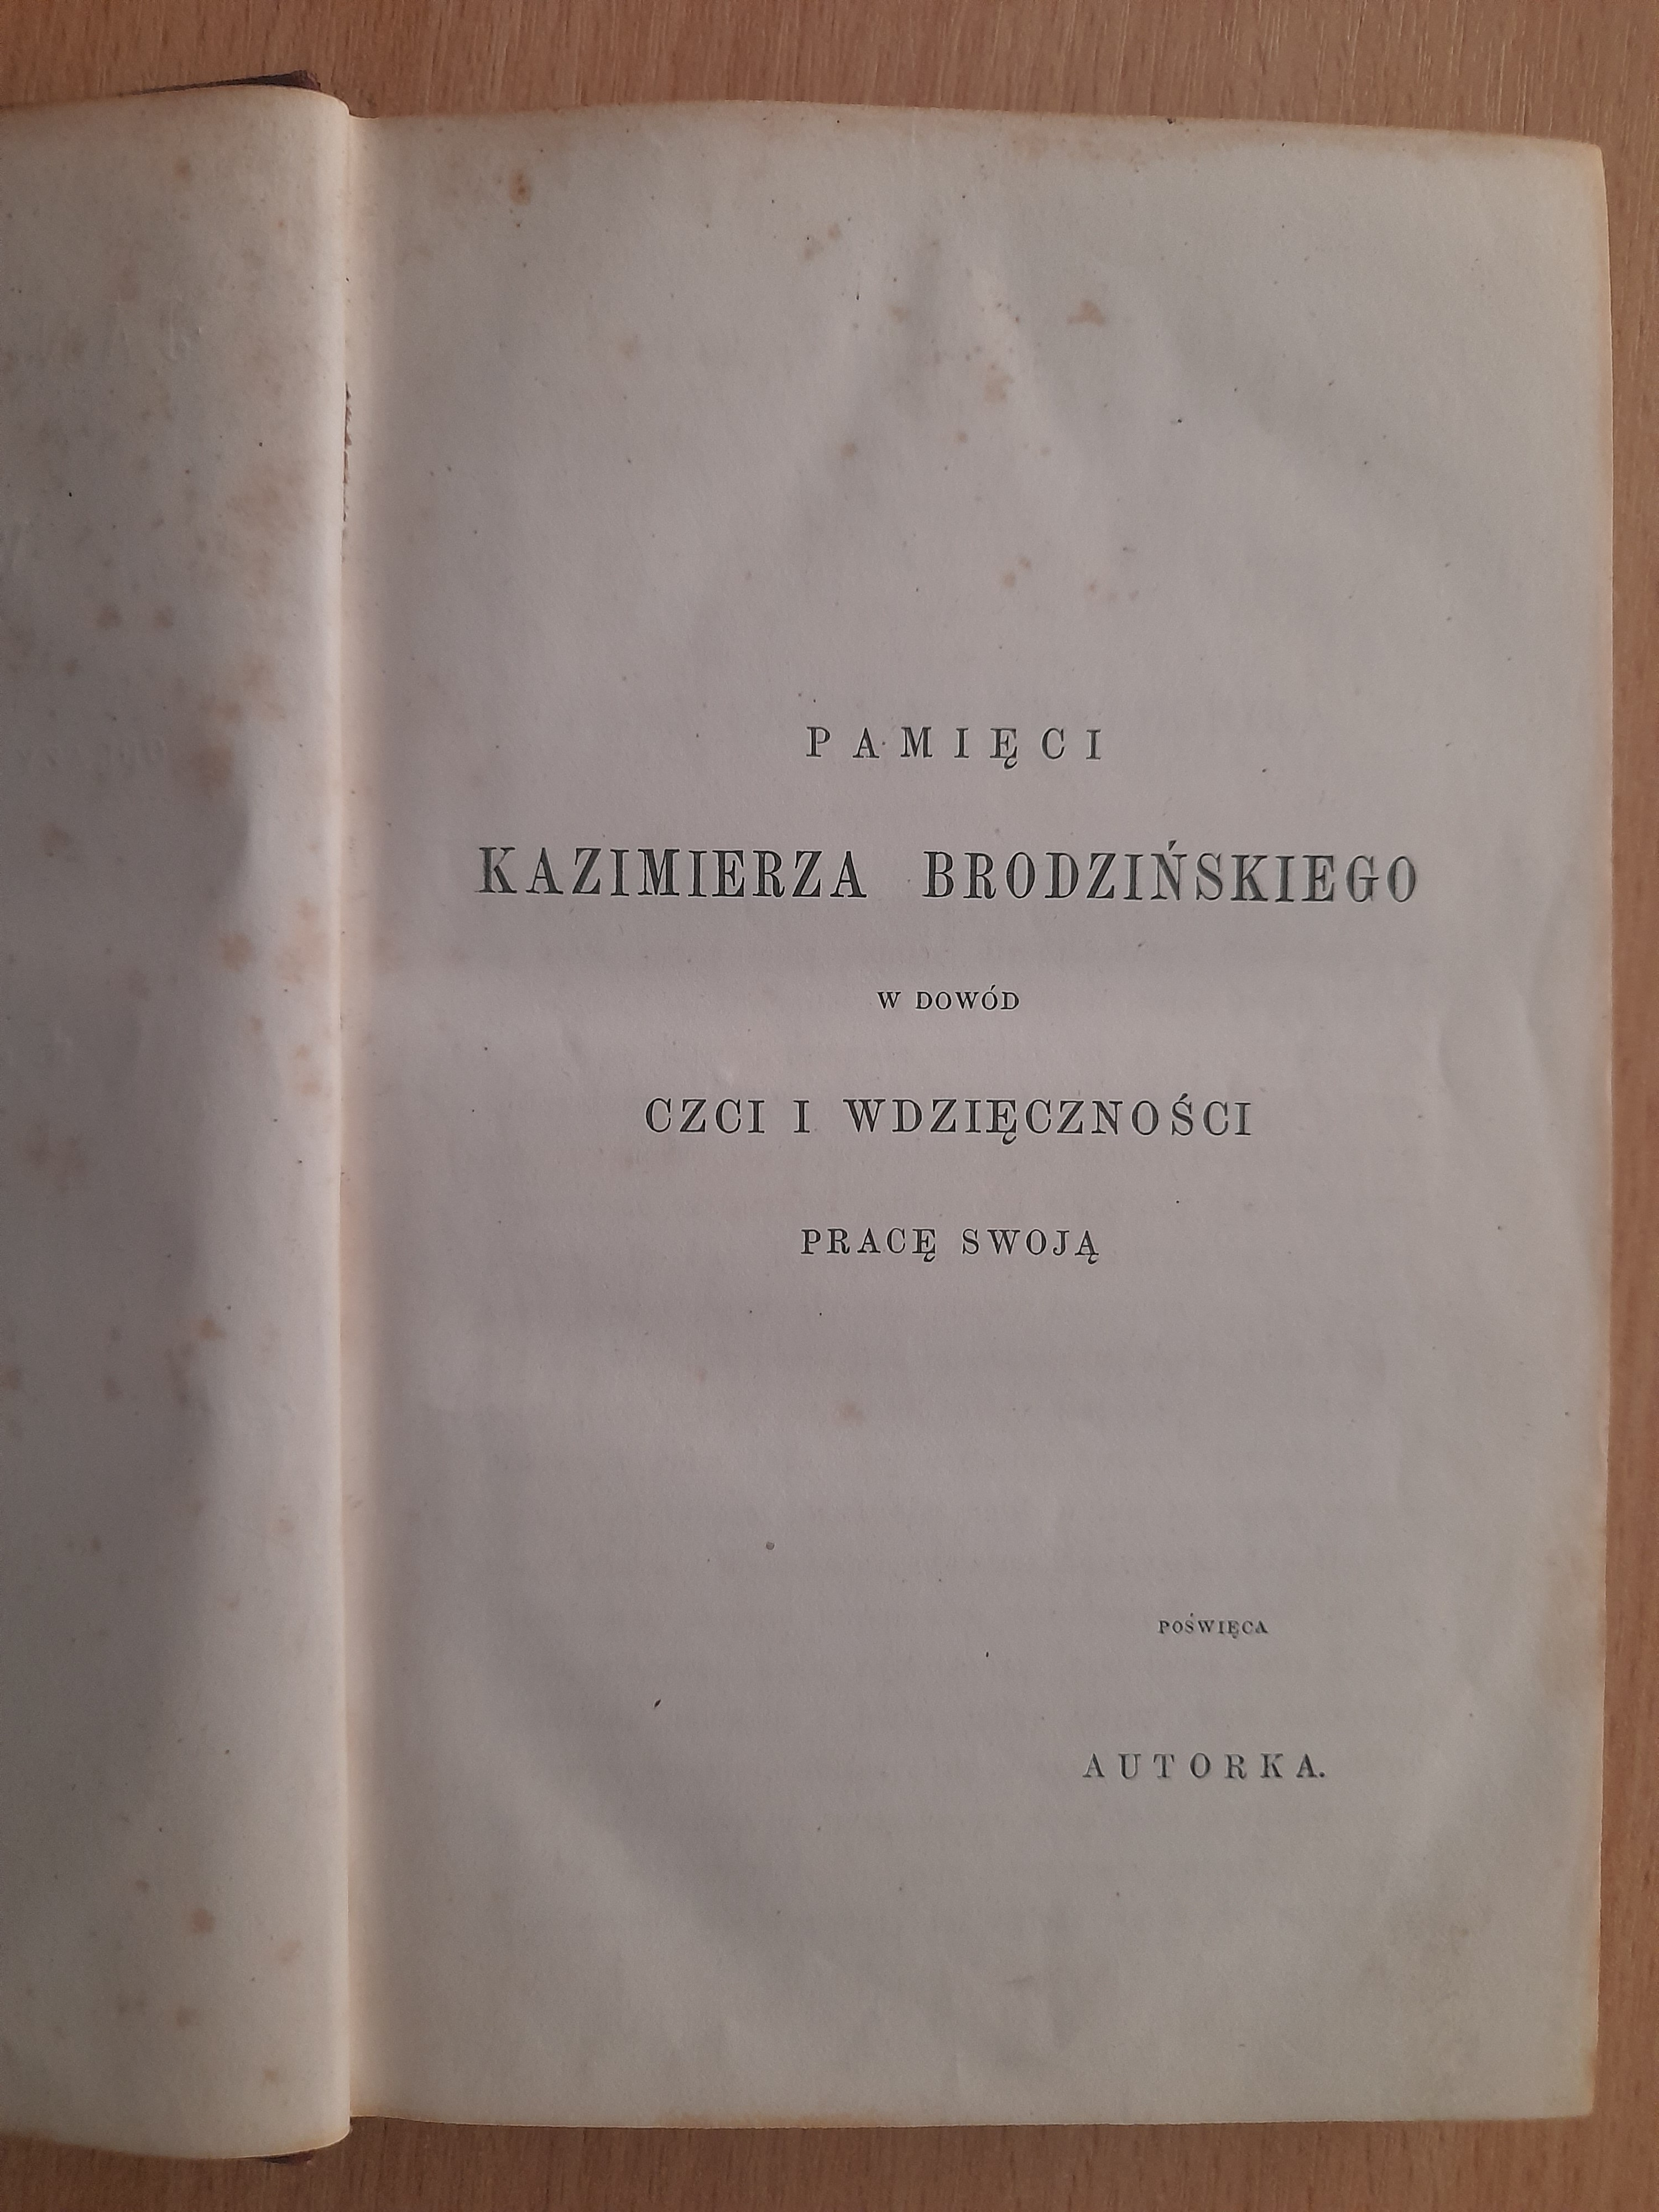 PAMIĘCI
KAZIMIERZA BRODZIŃSKIEGO
W DOWÓD
CZCI I WDZIĘCZNOŚCI
PRACĘ SWOJĄ
POŚWIĘCA
AUTORKA.